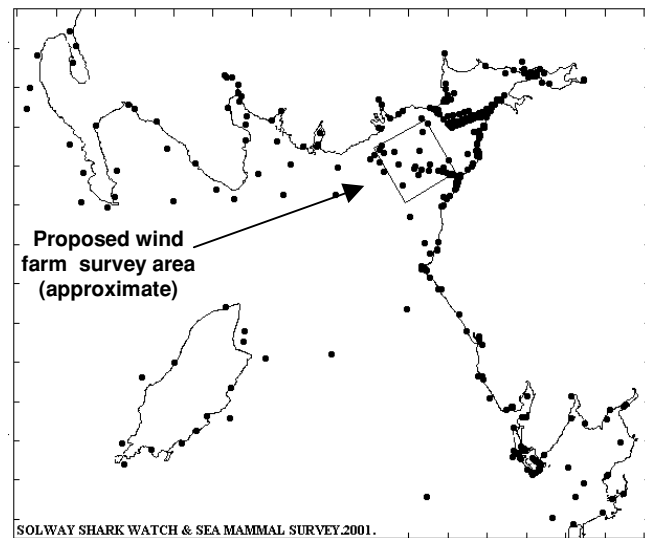 Proposed wind
farm survey area
(approximate)
SOLWAY SHARK WATCH & SEA MAMMAL SURVEY.2001.